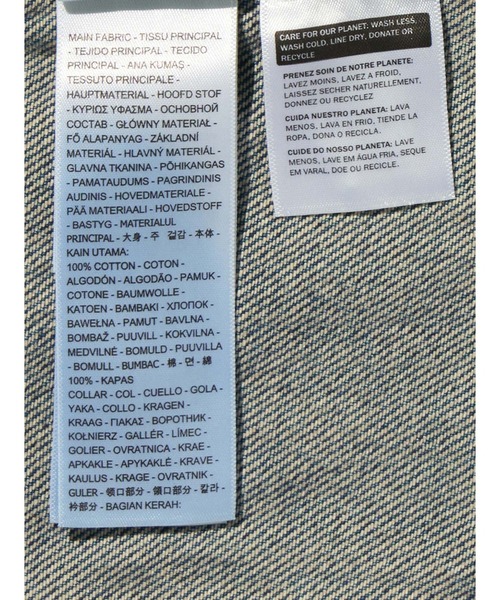 MAIN FABRIC - TISSU PRINCIPAL
- TEJIDO PRINCIPAL - TECIDO
PRINCIPAL - ANA KUMAŞ -
TESSUTO PRINCIPALE -
HAUPTMATERIAL - HOOFD STOF
- ΚΥΡΙΩΣ ΥΦΑΣΜΑ - ОСНОВНОЙ
СОСТАВ - GŁÓWNY MATERIAŁ -
FŐ ALAPANYAG - ZÁKLADNÍ
MATERIÁL - HLAVNÝ MATERIÁL -
GLAVNA TKANINA - PÕHIKANGAS
- PAMATAUDUMS - PAGRINDINIS
AUDINIS - HOVEDMATERIALE -
PÄÄ MATERIAALI - HOVEDSTOFF
- BASTYG - MATERIALUL
PRINCIPAL - 大身 - 주 겉감 - 本体 -
KAIN UTAMA:
100% COTTON - COTON -
ALGODÓN - ALGODÃO - PAMUK -
COTONE - BAUMWOLLE -
KATOEN - ΒΑΜΒΑΚΙ - ХЛОПОК -
BAWEŁNA - PAMUT - BAVLNA -
BOMBAŽ - PUUVILL - KOKVILNA -
MEDVILNĖ - BOMULD - PUUVILLA
- BOMULL - BUMBAC - 棉 - 면 - 綿
100% - KAPAS
COLLAR - COL - CUELLO - GOLA -
YAKA - COLLO - KRAGEN -
KRAAG - ΓΙΑΚΑΣ - ВОРОТНИК -
KOŁNIERZ - GALLÉR - LÍMEC -
GOLIER - OVRATNICA - KRAE -
APKAKLE - APYKAKLĖ - KRAVE -
KAULUS - KRAGE - OVRATNIK -
GULER - 领口部分 - 領口部分 - 칼라 -
衿部分 - BAGIAN KERAH:
CARE FOR OUR PLANET: WASH LESS,
WASH COLD, LINE DRY, DONATE OR
RECYCLE
PRENEZ SOIN DE NOTRE PLANETE:
LAVEZ MOINS, LAVEZ A FROID,
LAISSEZ SECHER NATURELLEMENT,
DONNEZ OU RECYCLEZ
CUIDA NUESTRO PLANETA: LAVA
MENOS, LAVA EN FRIO, TIENDE LA
ROPA, DONA O RECICLA.
CUIDE DO NOSSO PLANETA: LAVE
MENOS, LAVE EM ÁGUA FRIA, SEQUE
EM VARAL, DOE OU RECICLE.